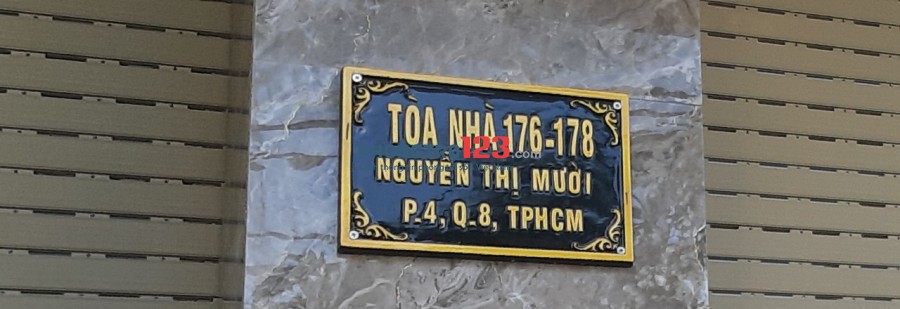 TÒA NHÀ 176-178
123.com
NGUYỄN THỊ MƯỜI
P.4, Q.8, TPHCM